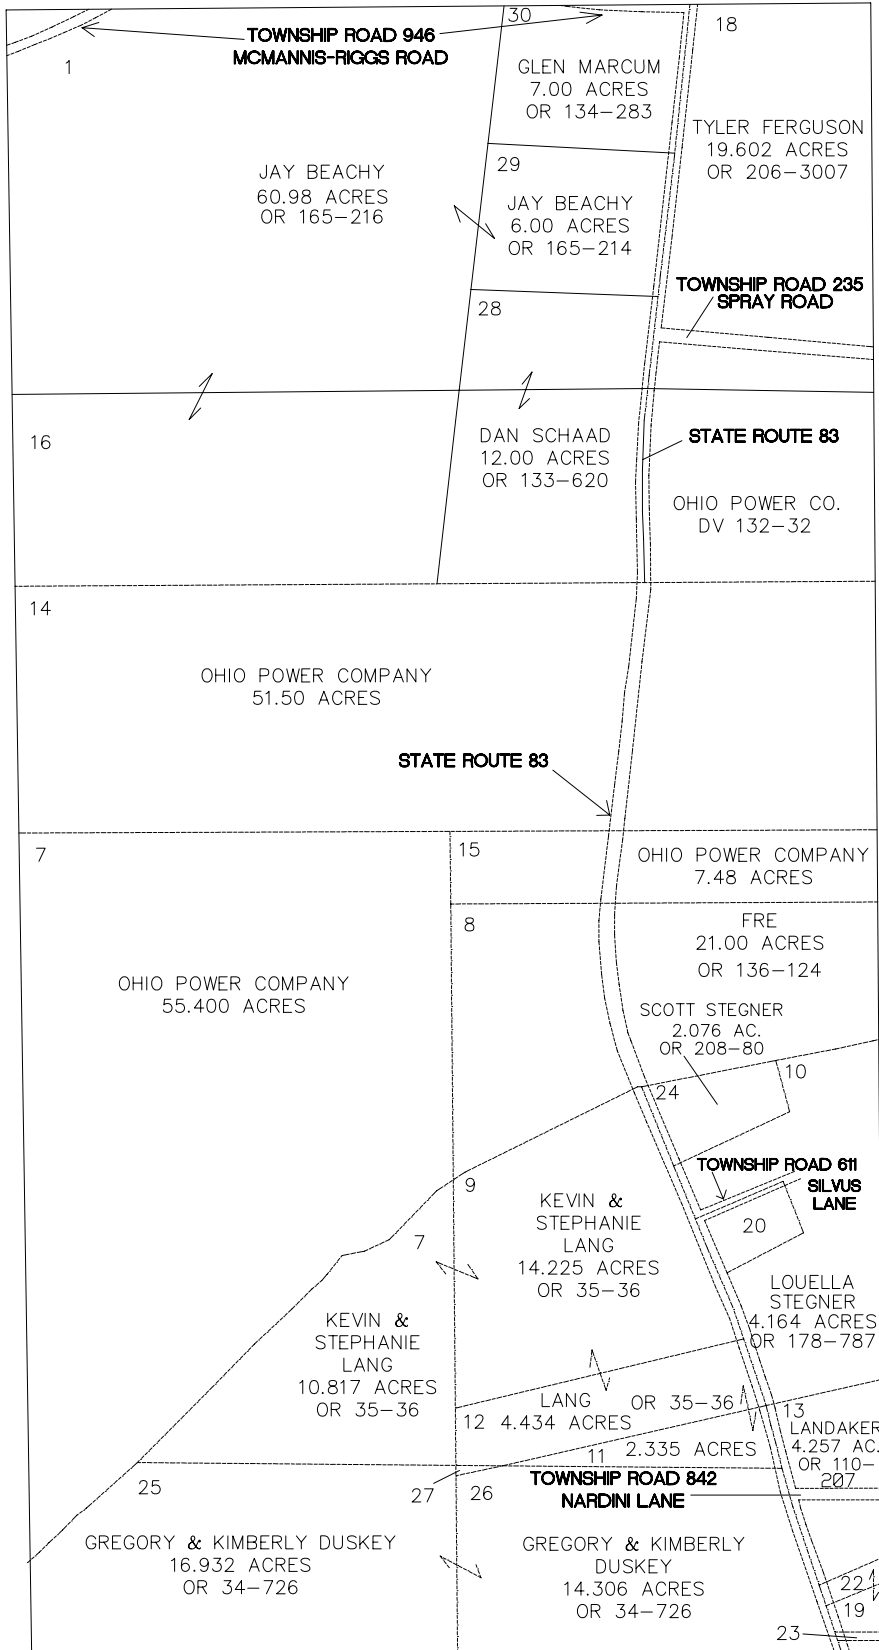 30
18
TOWNSHIP ROAD 946
MCMANNIS-RIGGS ROAD
1
GLEN MARCUM
7.00 ACRES
OR 134-283
TYLER FERGUSON
19.602 ACRES
OR 206-3007
29
JAY BEACHY
60.98 ACRES
OR 165-216
JAY BEACHY
6.00 ACRES
OR 165-214
TOWNSHIP ROAD 235
SPRAY ROAD
28
16
DAN SCHAAD
12.00 ACRES
OR 133-620
STATE ROUTE 83
OHIO POWER CO.
DV 132-32
14
OHIO POWER COMPANY
51.50 ACRES
STATE ROUTE 83
7
15
OHIO POWER COMPANY
7.48 ACRES
8
FRE
21.00 ACRES
OR 136-124
OHIO POWER COMPANY
55.400 ACRES
SCOTT STEGNER
2.076 AC.
OR 208-80
10
24
TOWNSHIP ROAD 611
SILVUS
LANE
9
KEVIN &
STEPHANIE
LANG
14.225 ACRES
OR 35-36
20
7
LOUELLA
STEGNER
4.164 ACRES
OR 178-787
KEVIN &
STEPHANIE
LANG
10.817 ACRES
OR 35-36
LANG OR 35-36
12 4.434 ACRES
13
LANDAKER
4.257 AC.
OR 110-
207
11 2.335 ACRES
25
27
26
TOWNSHIP ROAD 842
NARDINI LANE
GREGORY & KIMBERLY DUSKEY
16.932 ACRES
OR 34-726
GREGORY & KIMBERLY
DUSKEY
14.306 ACRES
OR 34-726
22
19
23